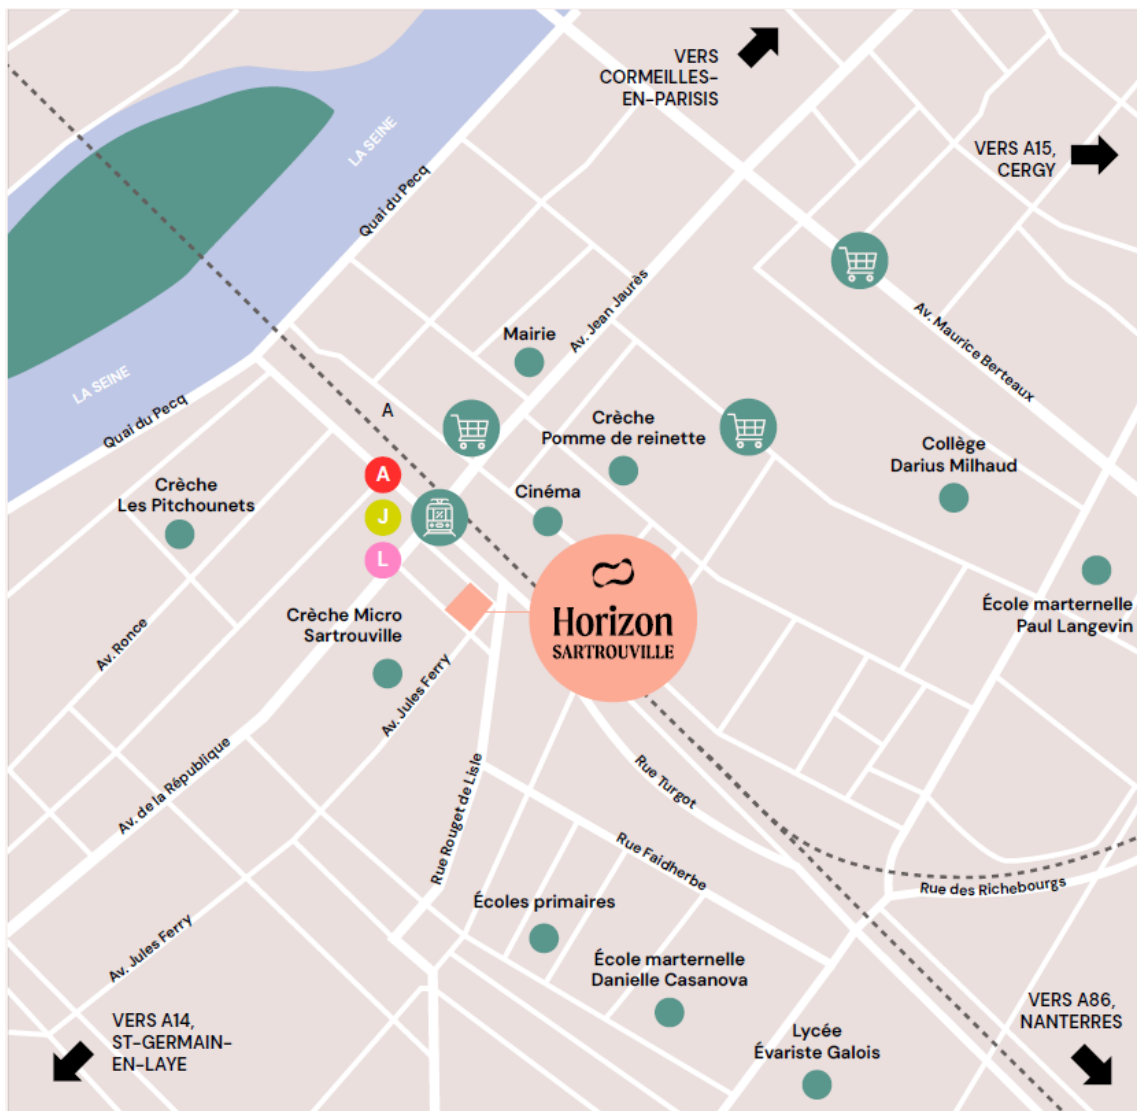 VERS
CORMEILLES-
EN-PARISIS
VERS A15,
CERGY
LA SEINE
Quai du Pecq
Av. Jean Jaurès
Av. Maurice Berteaux
Mairie
LA SEINE
Quai du Pecq
A
Crèche
Pomme de reinette
Collège
Darius Milhaud
A
Crèche
Les Pitchounets
Cinéma
J
L
Horizon
SARTROUVILLE
Crèche Micro
Sartrouville
École marternelle
Paul Langevin
Av. Ronce
Av. Jules Ferry
Av. de la République
Rue Rouget de Lisle
Rue Turgot
Rue Faidherbe
Rue des Richebourgs
Écoles primaires
Av. Jules Ferry
École marternelle
Danielle Casanova
VERS A14,
ST-GERMAIN-
EN-LAYE
Lycée
Évariste Galois
VERS A86,
NANTERRES